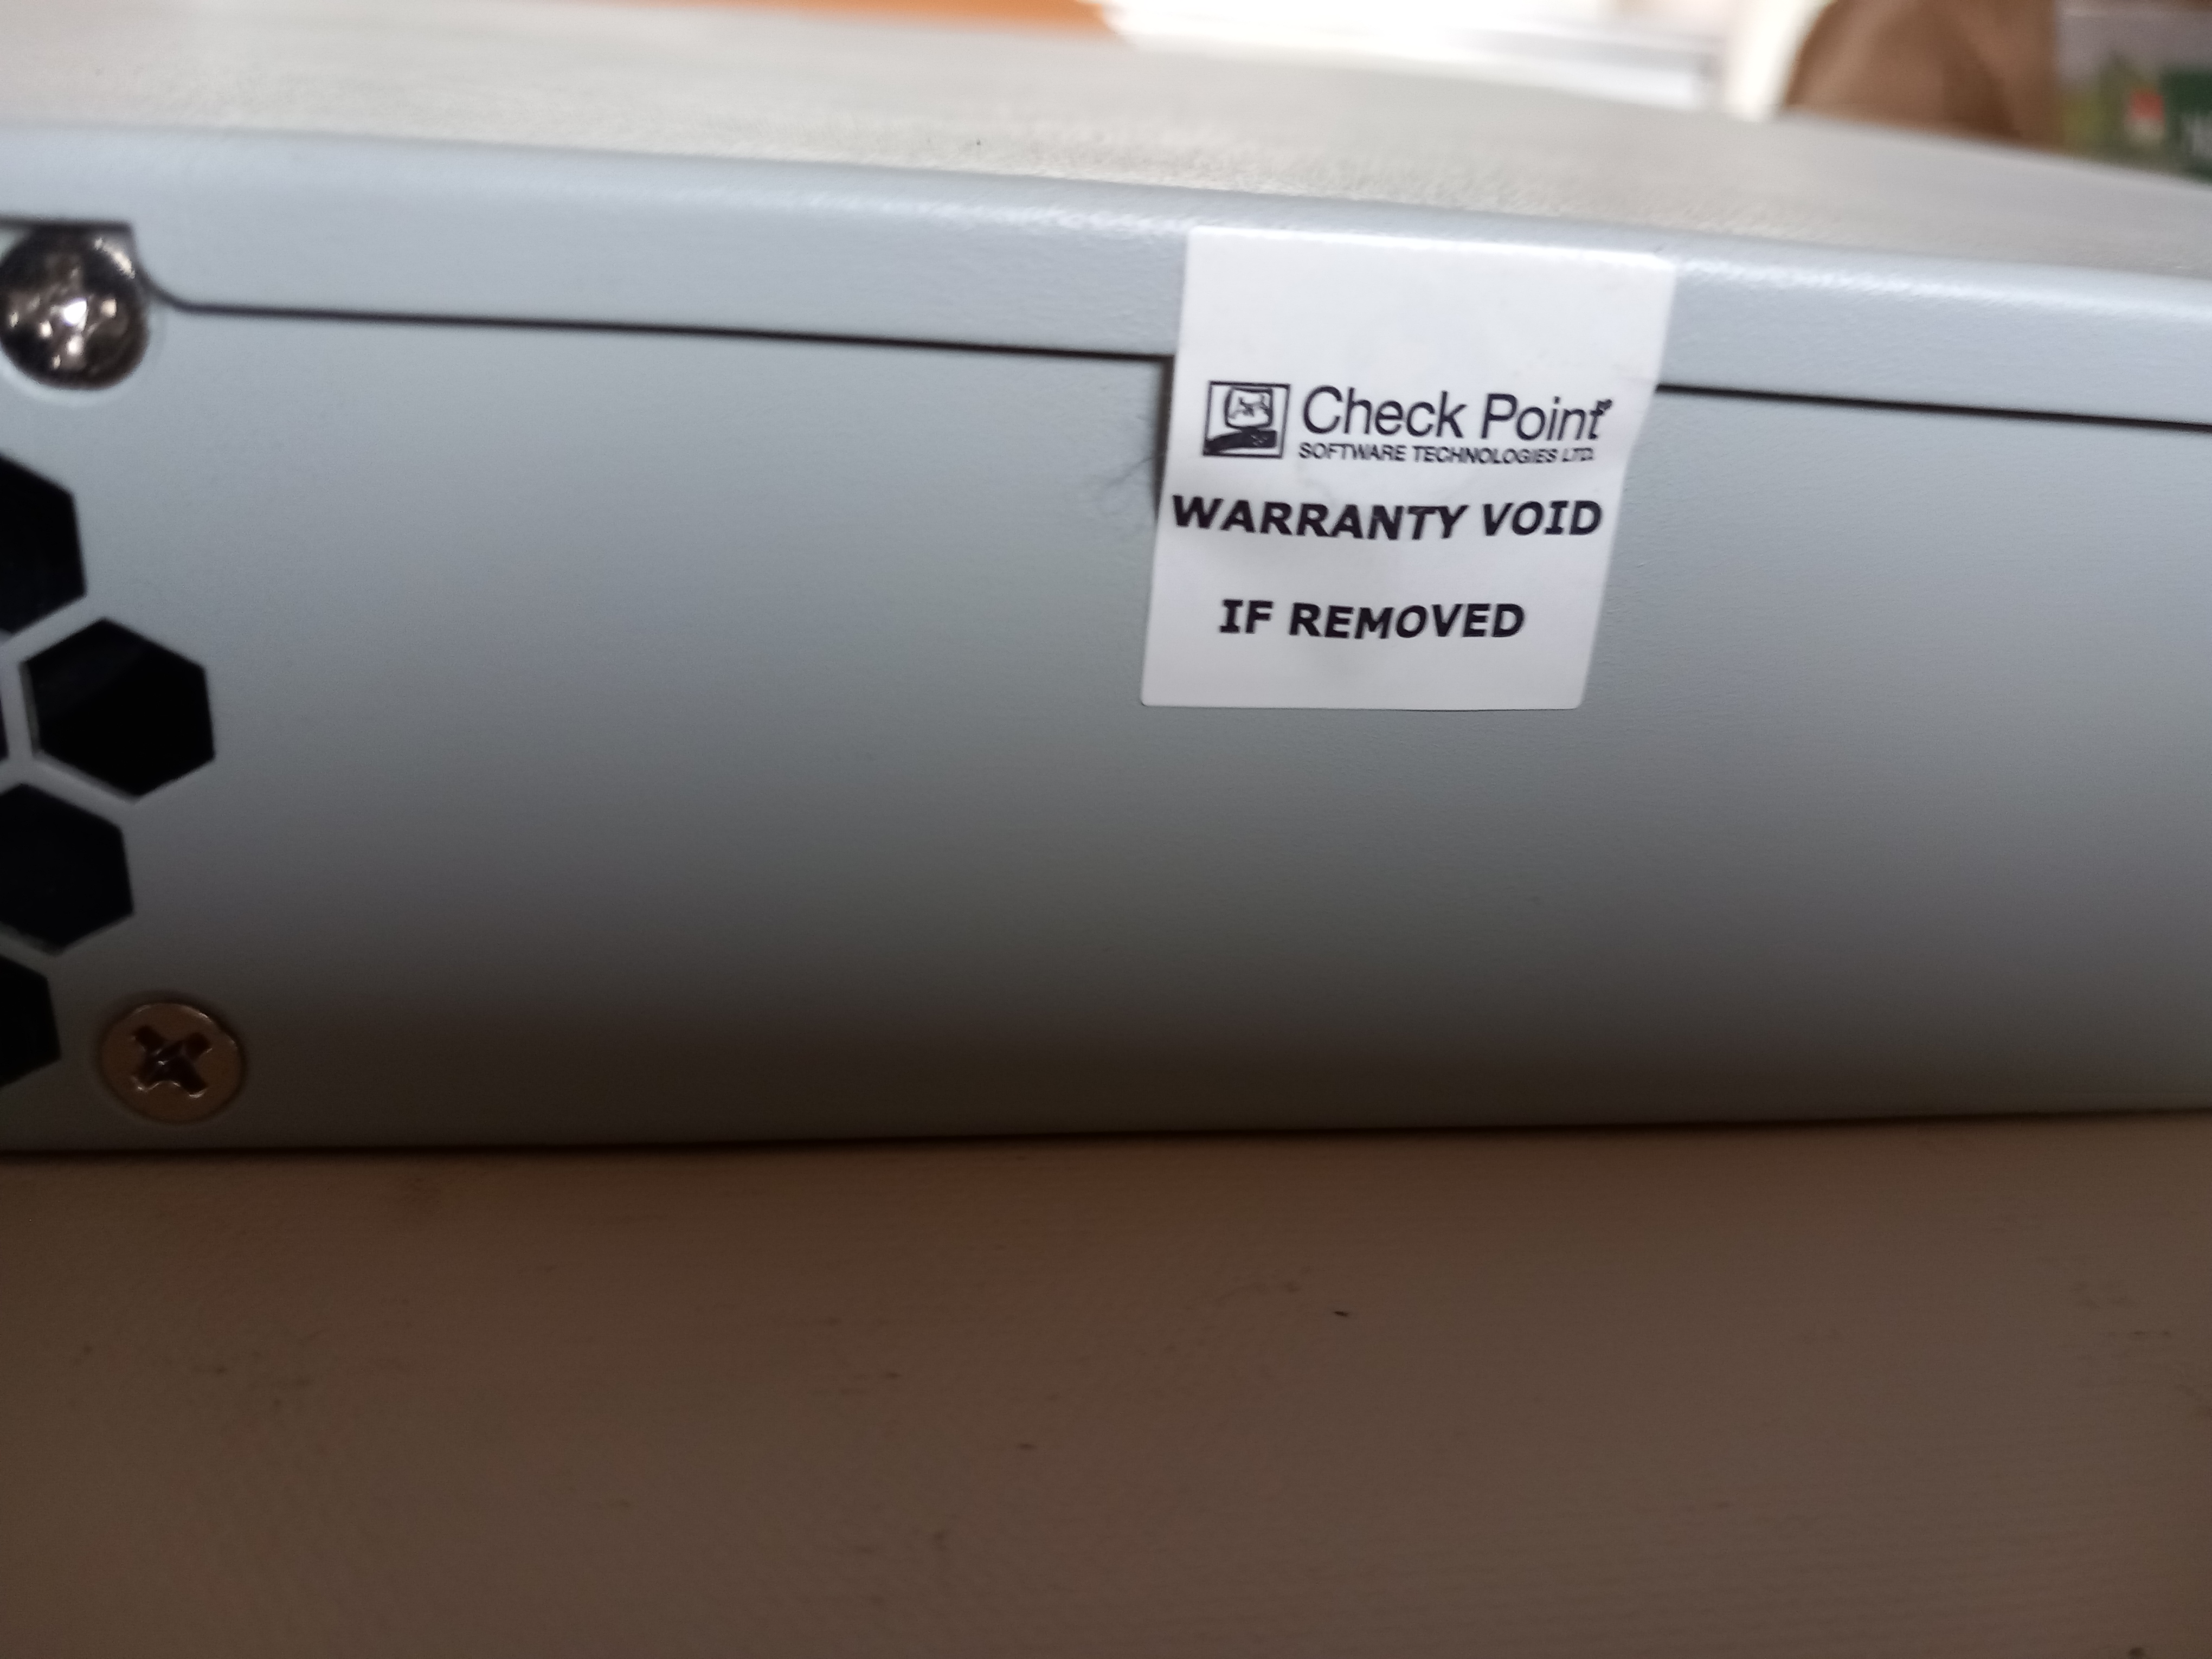 Check Point
SOFTWARE TECHNOLOGIES LTD.
WARRANTY VOID
IF REMOVED